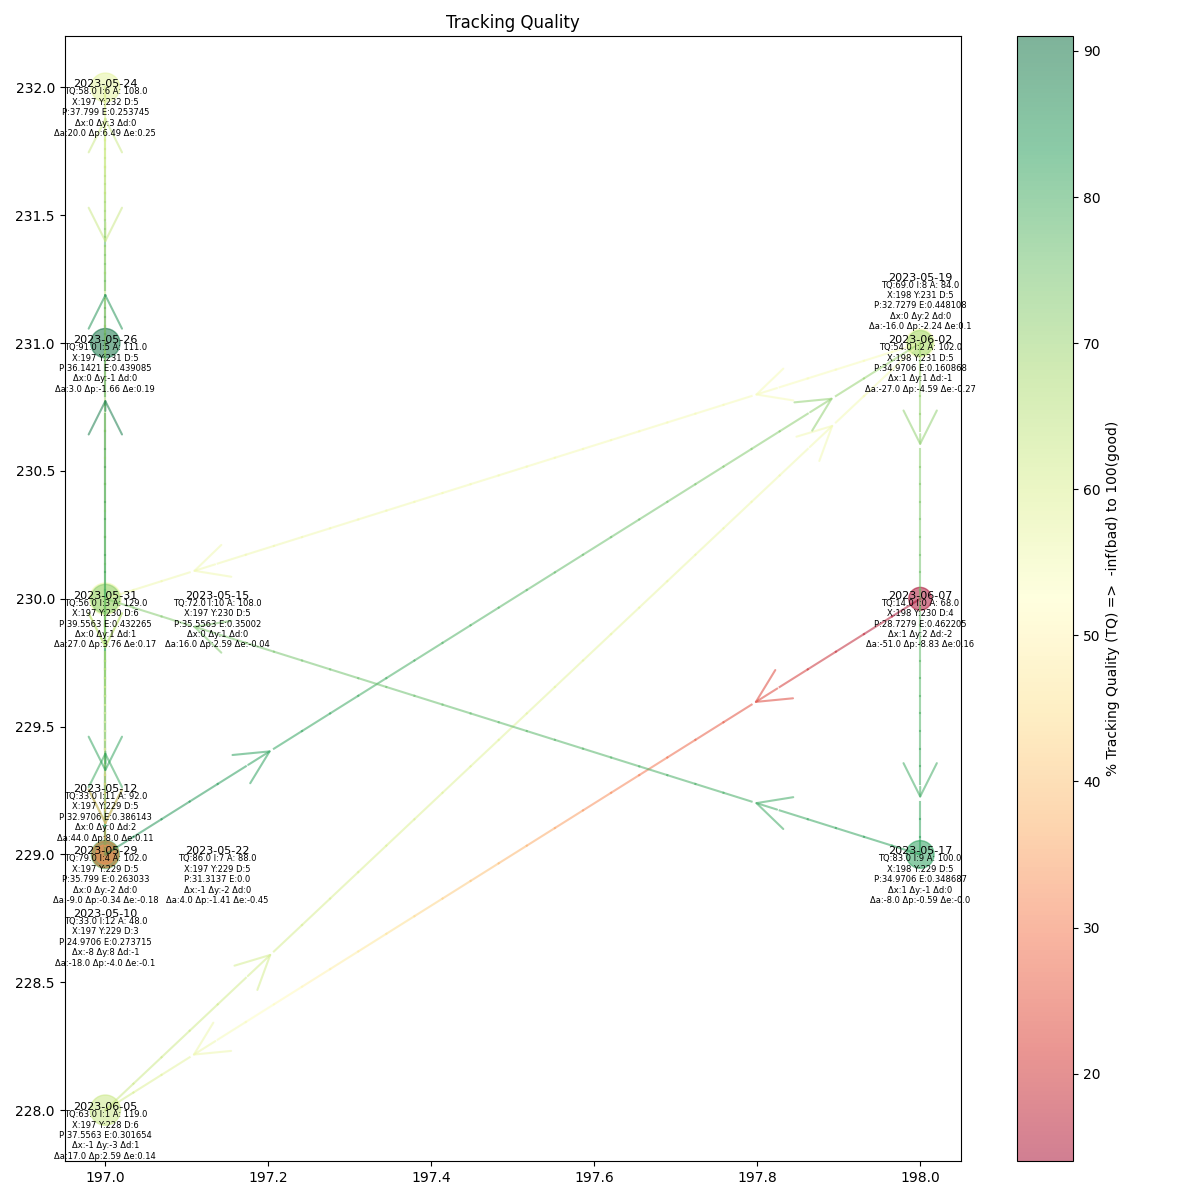 Tracking Quality
232.0
231.5
231.0
230.5
230.0
229.5
229.0
228.5
228.0
2023-05-24
TQ:58.0 I:6 A: 108.0
X:197 Y:232 D:5
P:37.799 E:0.253745
Δx:0 Δy:3 Δd:0
Δa:20.0 Δp:6.49 Δe:0.25
2023-05-26
TQ:91.0 I:5 A: 111.0
X:197 Y:231 D:5
P:36.1421 E:0.439085
Δx:0 Δy:-1 Δd:0
Δa:3.0 Δp:-1.66 Δe:0.19
2023-05-19
TQ:69.0 I:8 A: 84.0
X:198 Y:231 D:5
P:32.7279 E:0.448108
Δx:0 Δy:2 Δd:0
Δa:-16.0 Δp:-2.24 Δe:0.1
2023-06-02
TQ:54.0 I:2 A: 102.0
X:198 Y:231 D:5
P:34.9706 E:0.160868
Δx:1 Δy:1 Δd:-1
Δa:-27.0 Δp:-4.59 Δe:-0.27
2023-05-31
TQ:56.0 I:3 A: 129.0
X:197 Y:230 D:6
P:39.5563 E:0.432265
Δx:0 Δy:1 Δd:1
Δa:27.0 Δp:3.76 Δe:0.17
2023-05-15
TQ:72.0 I:10 A: 108.0
X:197 Y:230 D:5
P:35.5563 E:0.35002
Δx:0 Δy:1 Δd:0
Δa:16.0 Δp:2.59 Δe:-0.04
2023-06-07
TQ:14.0 I:0 A: 68.0
X:198 Y:230 D:4
P:28.7279 E:0.462205
Δx:1 Δy:2 Δd:-2
Δa:-51.0 Δp:-8.83 Δe:0.16
2023-05-12
TQ:33.0 I:11 A: 92.0
X:197 Y:229 D:5
P:32.9706 E:0.386143
Δx:0 Δy:0 Δd:2
Δa:44.0 Δp:8.0 Δe:0.11
2023-05-29
TQ:79.0 I:4 A: 102.0
X:197 Y:229 D:5
P:35.799 E:0.263033
Δx:0 Δy:-2 Δd:0
Δa:-9.0 Δp:-0.34 Δe:-0.18
2023-05-22
TQ:86.0 I:7 A: 88.0
X:197 Y:229 D:5
P:31.3137 E:0.0
Δx:-1 Δy:-2 Δd:0
Δa:4.0 Δp:-1.41 Δe:-0.45
2023-05-17
TQ:83.0 I:9 A: 100.0
X:198 Y:229 D:5
P:34.9706 E:0.348687
Δx:1 Δy:-1 Δd:0
Δa:-8.0 Δp:-0.59 Δe:-0.0
2023-05-10
TQ:33.0 I:12 A: 48.0
X:197 Y:229 D:3
P:24.9706 E:0.273715
Δx:-8 Δy:8 Δd:-1
Δa:-18.0 Δp:-4.0 Δe:-0.1
2023-06-05
TQ:63.0 I:1 A: 119.0
X:197 Y:228 D:6
P:37.5563 E:0.301654
Δx:-1 Δy:-3 Δd:1
Δa:17.0 Δp:2.59 Δe:0.14
197.0 197.2 197.4 197.6 197.8 198.0
90
80
70
60
50
40
30
20
% Tracking Quality (TQ) => -inf(bad) to 100(good)